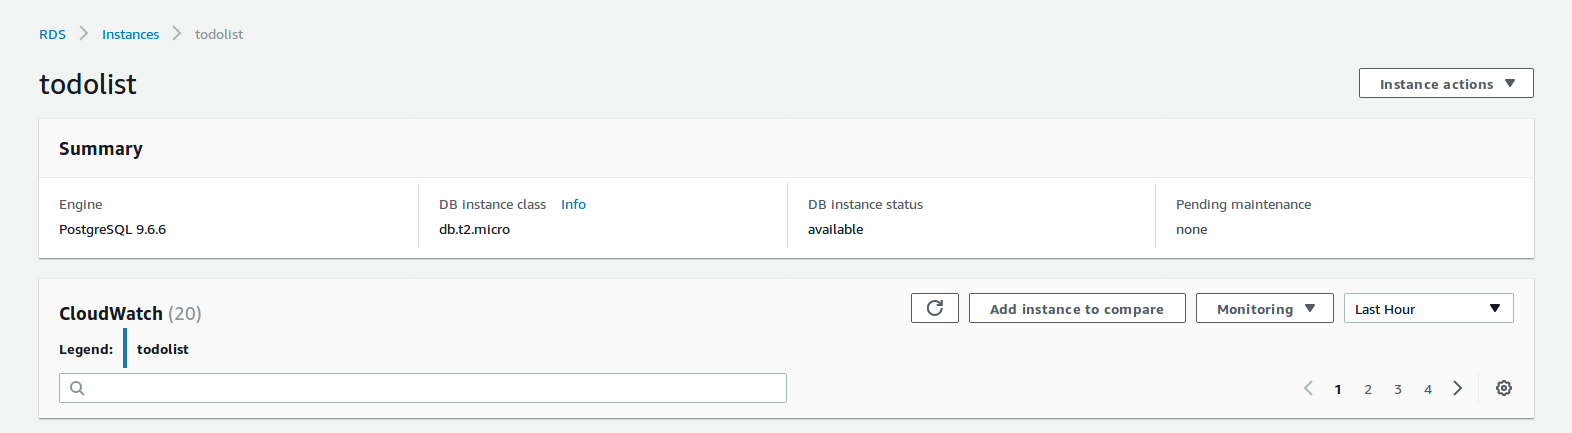 RDS > Instances > todolist
todolist
Instance actions
Summary
Engine
PostgreSQL 9.6.6
DB instance class Info
db.t2.micro
DB instance status
available
Pending maintenance
none
CloudWatch (20)
Add instance to compare
Monitoring
Last Hour
Legend: todolist
1 2 3 4